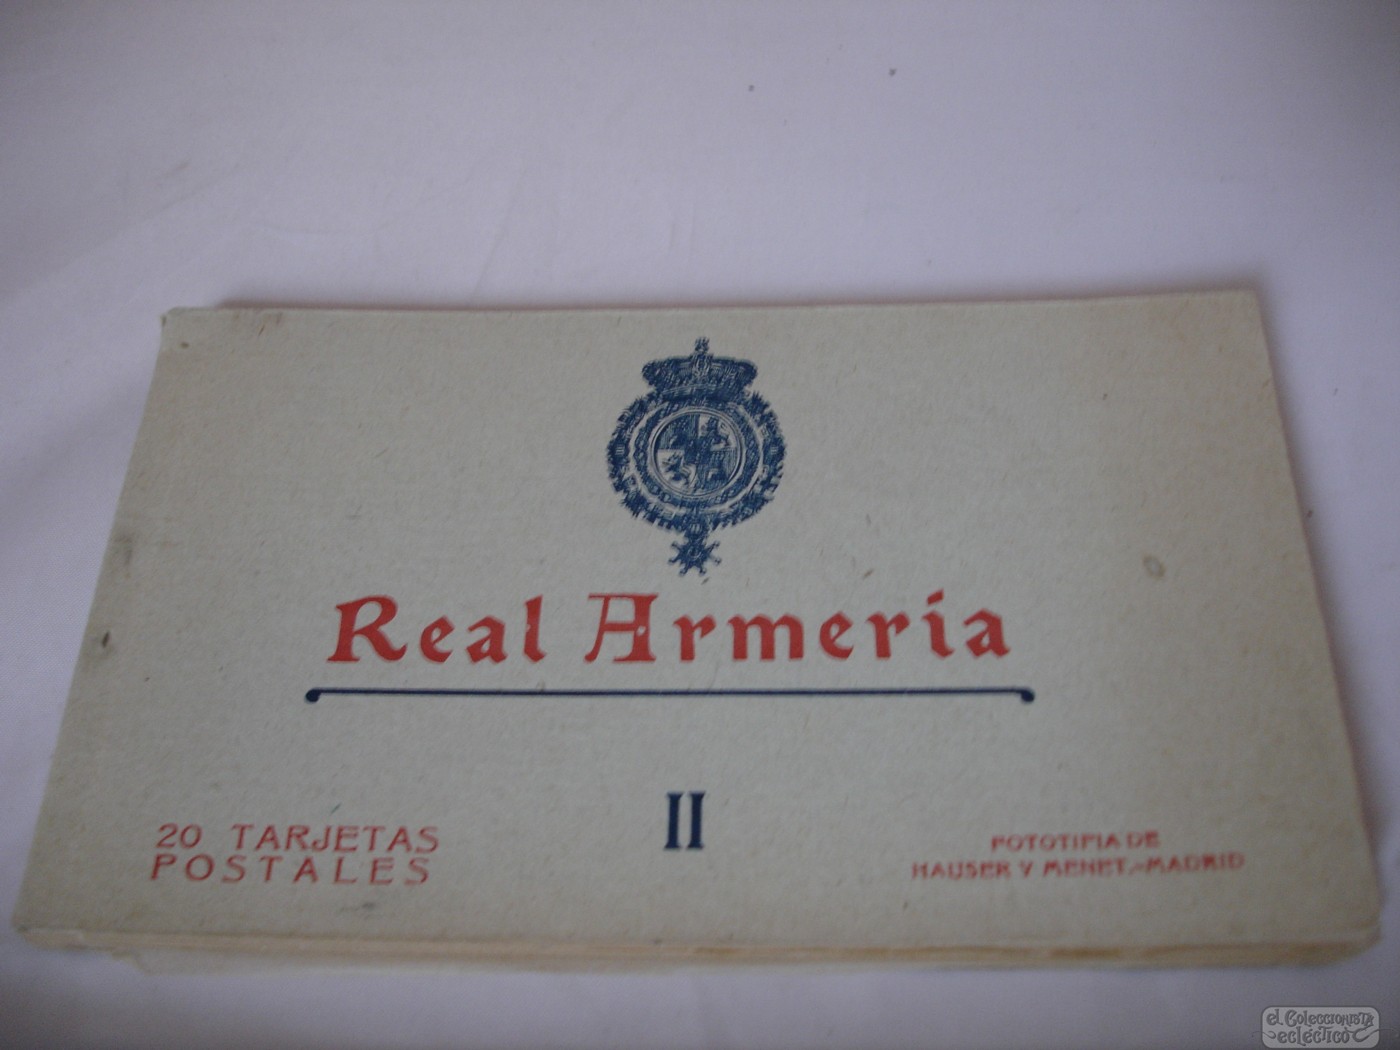 Real Armería
II
20 TARJETAS
POSTALES
FOTOTIPIA DE
HAUSER Y MENET.-MADRID
el Coleccionista
ecléctico